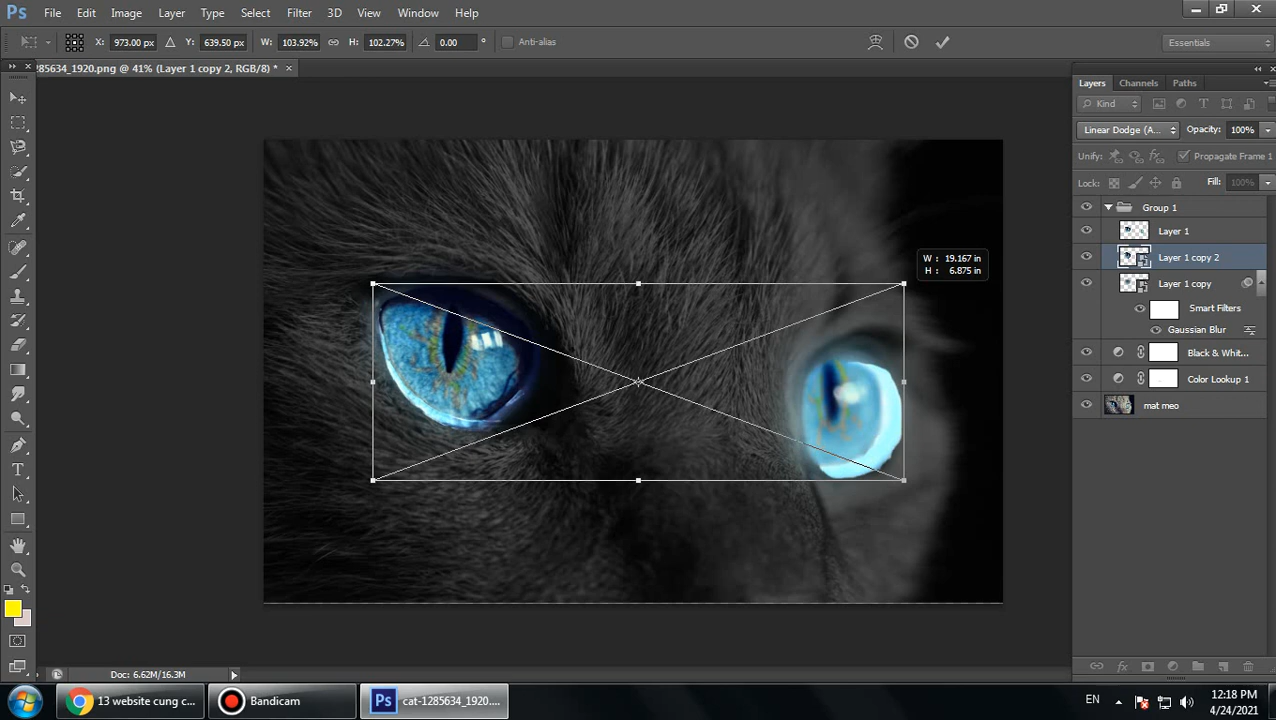 Ps File Edit Image Layer Type Select Filter 3D View Window Help
X: 973.00 px Y: 639.50 px W: 103.92% H: 102.27% 0.00 ° Anti-alias Essentials
285634_1920.png @ 41% (Layer 1 copy 2, RGB/8) * ×
Layers Channels Paths
Kind
Linear Dodge (A... Opacity: 100%
Unify: Propagate Frame 1
Lock: Fill: 100%
Group 1
Layer 1
W : 19.167 in
H : 6.875 in
Layer 1 copy 2
Layer 1 copy
Smart Filters
Gaussian Blur
Black & Whit...
Color Lookup 1
mat meo
Doc: 6.62M/16.3M
fx
13 website cung c...
Bandicam
Ps cat-1285634_1920....
EN
12:18 PM
4/24/2021